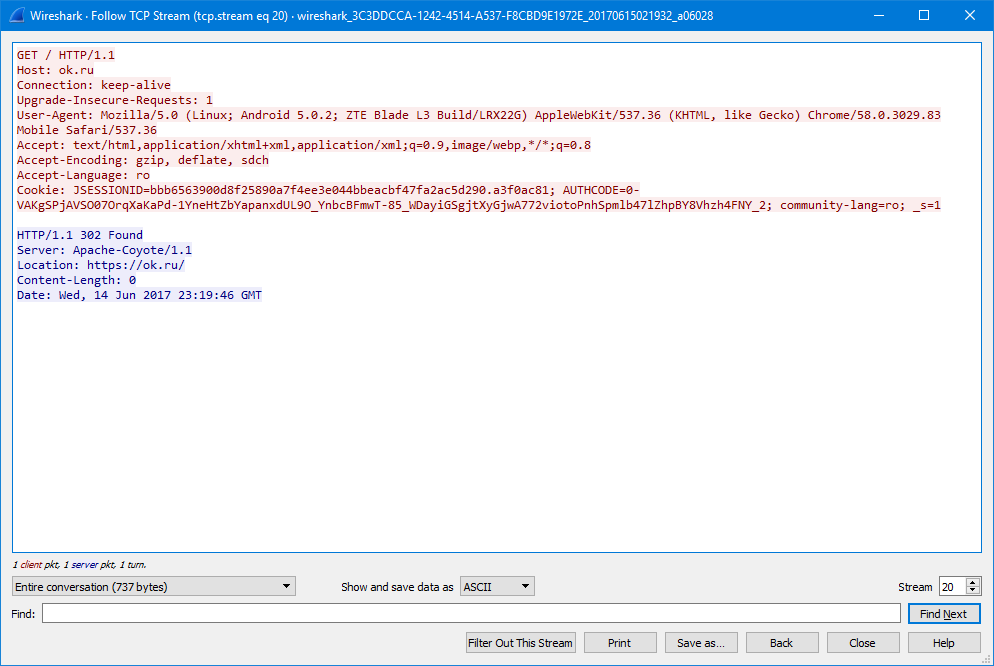 Wireshark · Follow TCP Stream (tcp.stream eq 20) · wireshark_3C3DDCCA-1242-4514-A537-F8CBD9E1972E_20170615021932_a06028
GET / HTTP/1.1
Host: ok.ru
Connection: keep-alive
Upgrade-Insecure-Requests: 1
User-Agent: Mozilla/5.0 (Linux; Android 5.0.2; ZTE Blade L3 Build/LRX22G) AppleWebKit/537.36 (KHTML, like Gecko) Chrome/58.0.3029.83
Mobile Safari/537.36
Accept: text/html,application/xhtml+xml,application/xml;q=0.9,image/webp,*/*;q=0.8
Accept-Encoding: gzip, deflate, sdch
Accept-Language: ro
Cookie: JSESSIONID=bbb6563900d8f25890a7f4ee3e044bbeacbf47fa2ac5d290.a3f0ac81; AUTHCODE=0-
VAKgSPjAVSO07OrqXaKaPd-1YneHtZbYapanxdUL9O_YnbcBFmwT-85_WDayiGSgjtXyGjwA772viotoPnhSpmlb47lZhpBY8Vhzh4FNY_2; community-lang=ro; _s=1
HTTP/1.1 302 Found
Server: Apache-Coyote/1.1
Location: https://ok.ru/
Content-Length: 0
Date: Wed, 14 Jun 2017 23:19:46 GMT
1 client pkt, 1 server pkt, 1 turn.
Entire conversation (737 bytes) Show and save data as ASCII Stream 20
Find: Find Next
Filter Out This Stream Print Save as... Back Close Help